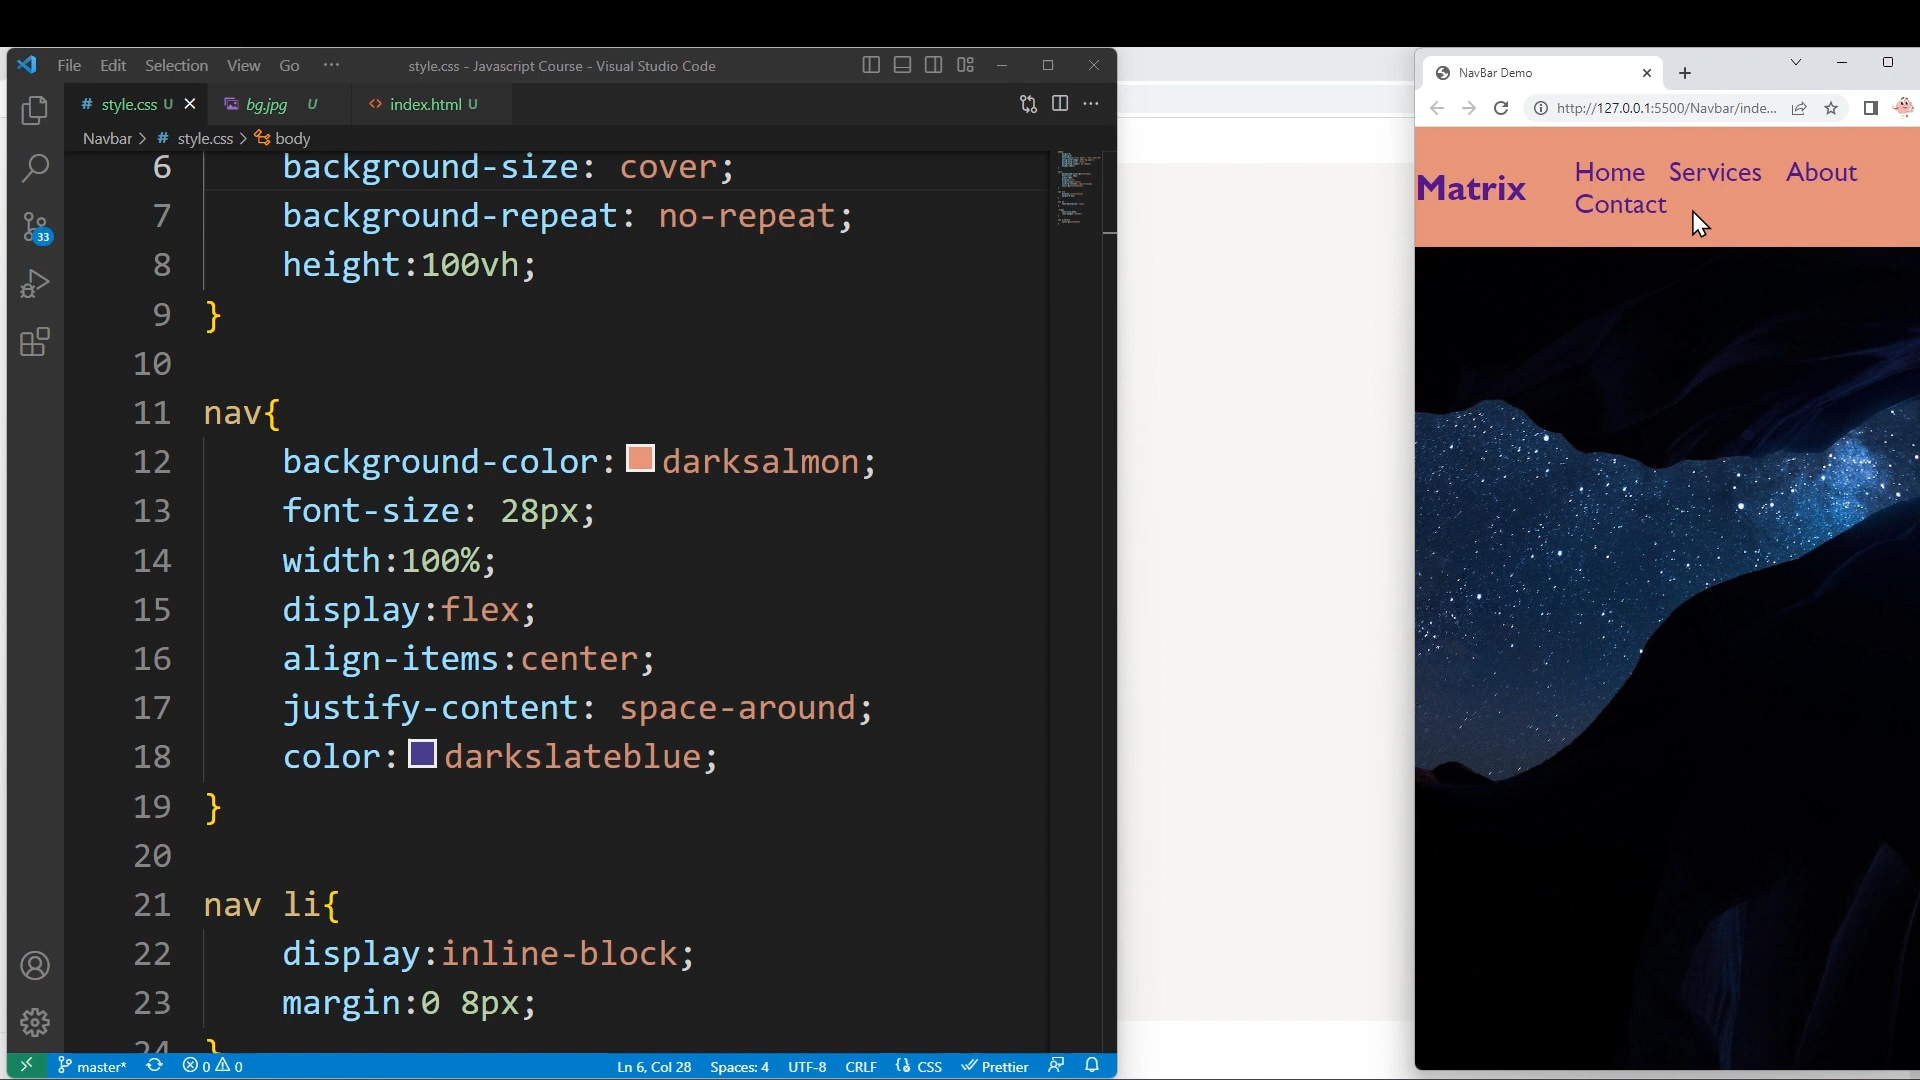 File Edit Selection View Go ··· style.css - Javascript Course - Visual Studio Code
# style.css U bg.jpg U <> index.html U
Navbar > # style.css > body
6 background-size: cover;
7 background-repeat: no-repeat;
8 height:100vh;
9 }
10
11 nav{
12 background-color: darksalmon;
13 font-size: 28px;
14 width:100%;
15 display:flex;
16 align-items:center;
17 justify-content: space-around;
18 color: darkslateblue;
19 }
20
21 nav li{
22 display:inline-block;
23 margin:0 8px;
24 }
33
master* 0 0 Ln 6, Col 28 Spaces: 4 UTF-8 CRLF CSS Prettier
NavBar Demo
http://127.0.0.1:5500/Navbar/inde...
Matrix
Home Services About
Contact